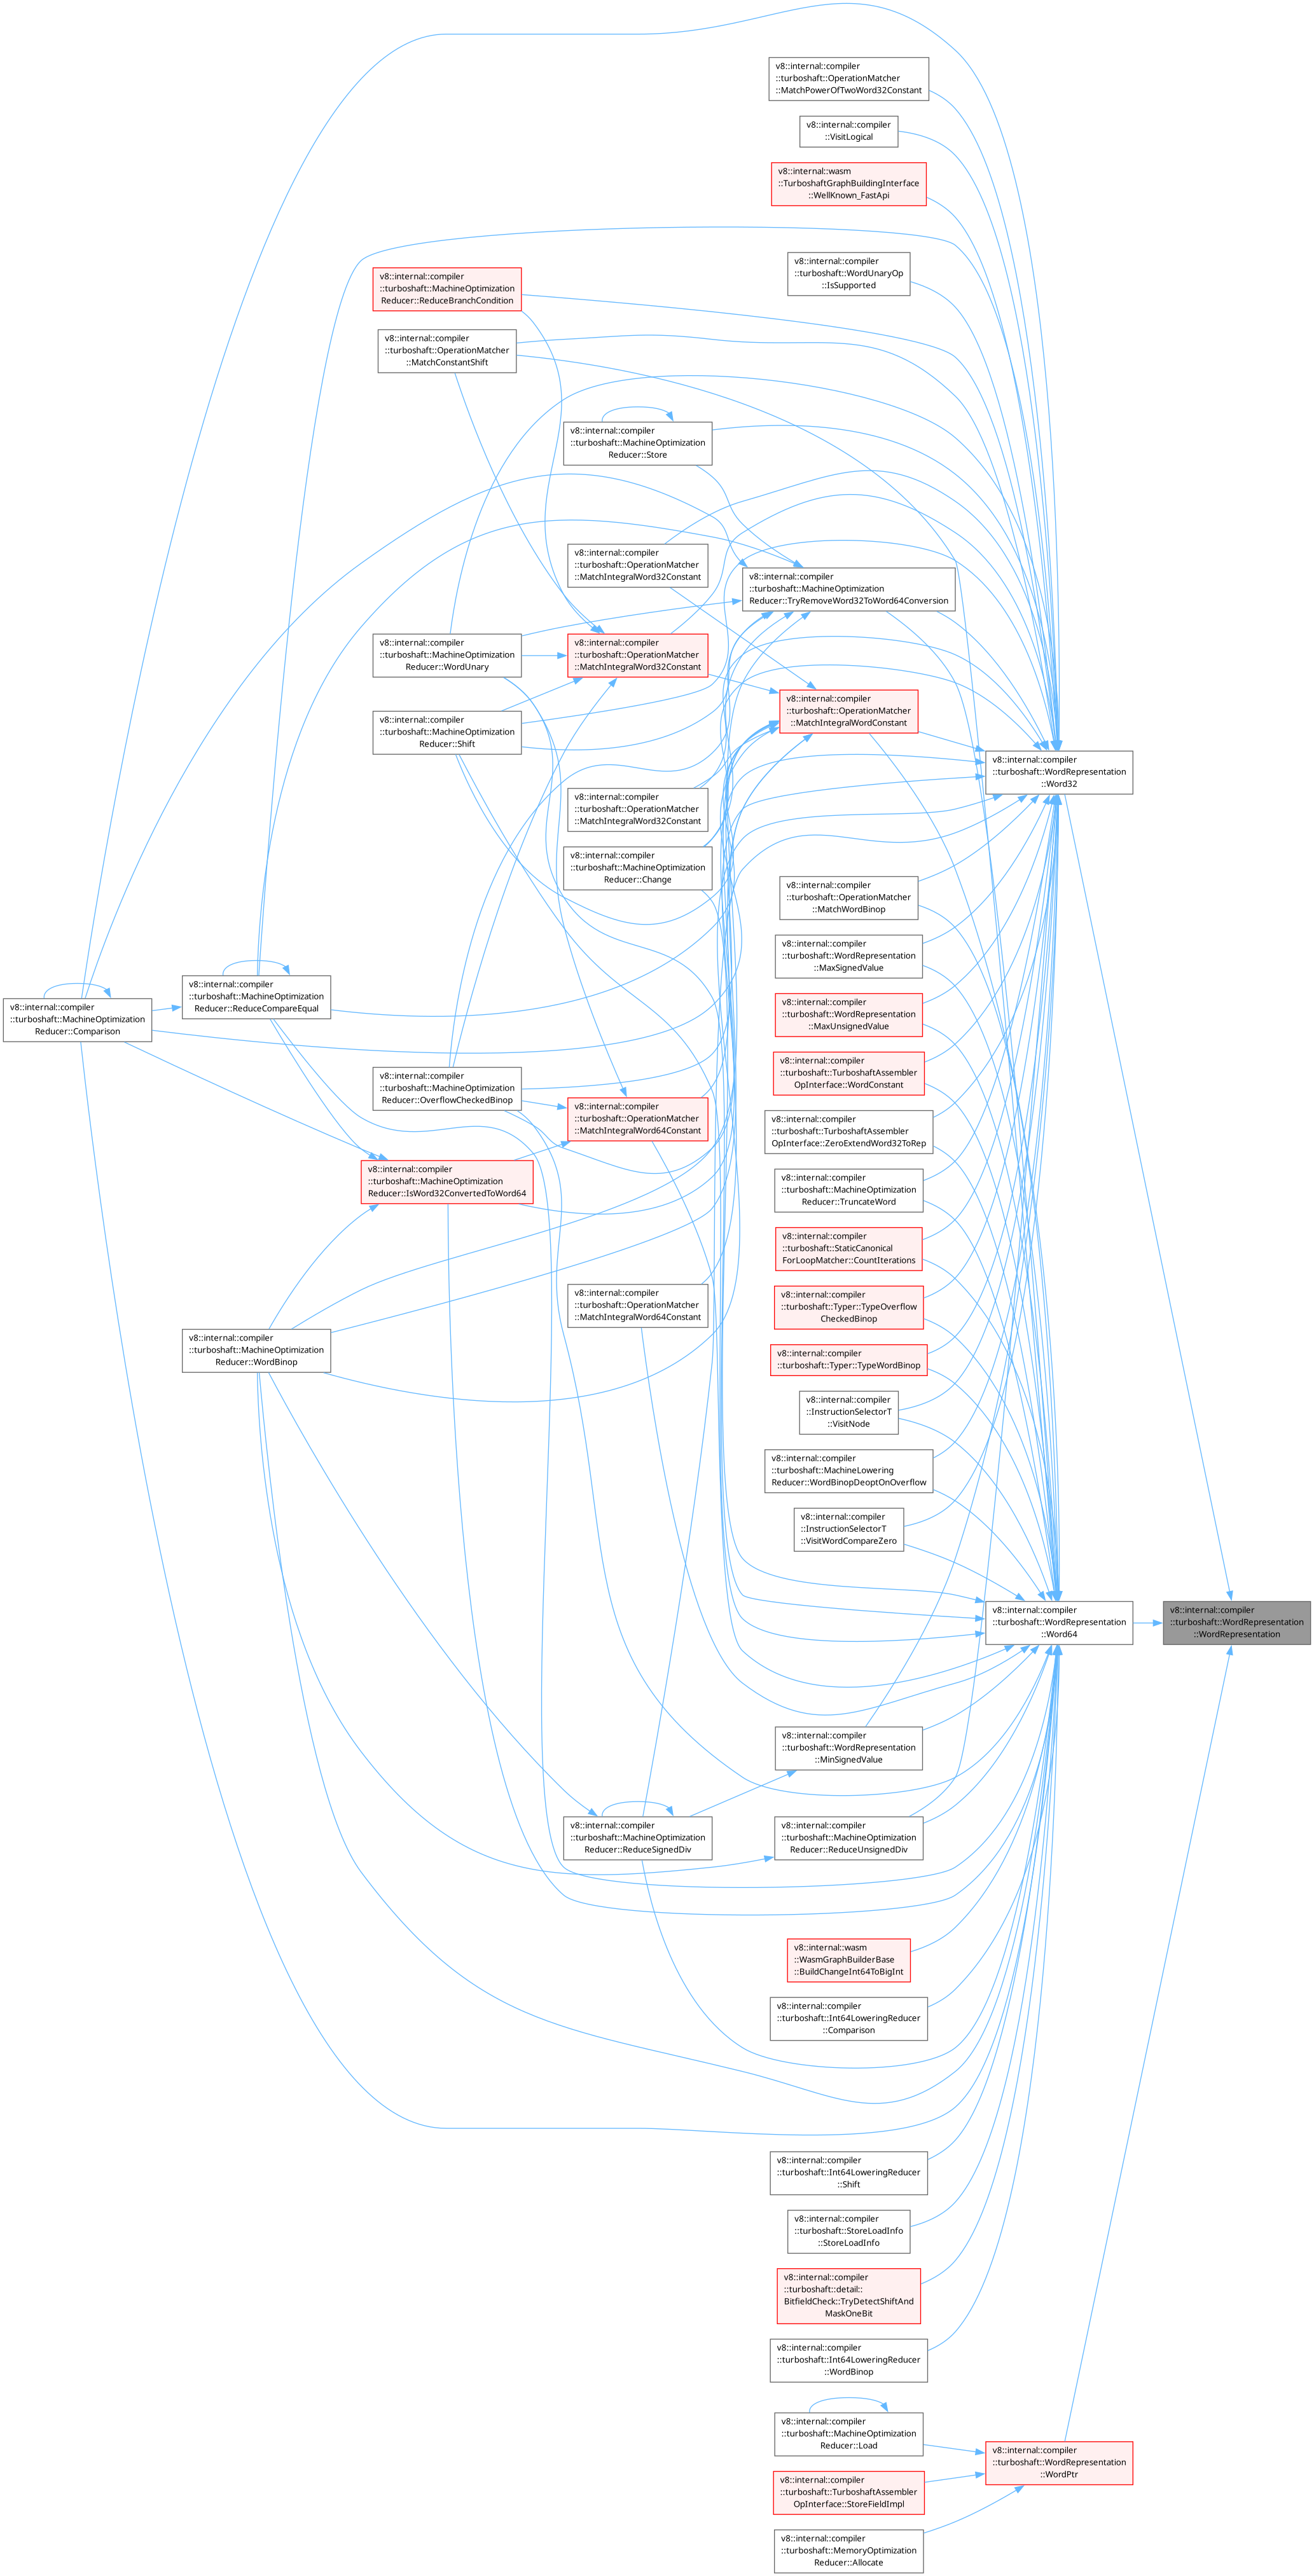 v8::internal::compiler
::turboshaft::OperationMatcher
::MatchPowerOfTwoWord32Constant
v8::internal::compiler
::VisitLogical
v8::internal::wasm
::TurboshaftGraphBuildingInterface
::WellKnown_FastApi
v8::internal::compiler
::turboshaft::WordUnaryOp
::IsSupported
v8::internal::compiler
::turboshaft::MachineOptimization
Reducer::ReduceBranchCondition
v8::internal::compiler
::turboshaft::OperationMatcher
::MatchConstantShift
v8::internal::compiler
::turboshaft::MachineOptimization
Reducer::Store
v8::internal::compiler
::turboshaft::OperationMatcher
::MatchIntegralWord32Constant
v8::internal::compiler
::turboshaft::MachineOptimization
Reducer::TryRemoveWord32ToWord64Conversion
v8::internal::compiler
::turboshaft::MachineOptimization
Reducer::WordUnary
v8::internal::compiler
::turboshaft::OperationMatcher
::MatchIntegralWord32Constant
v8::internal::compiler
::turboshaft::OperationMatcher
::MatchIntegralWordConstant
v8::internal::compiler
::turboshaft::MachineOptimization
Reducer::Shift
v8::internal::compiler
::turboshaft::WordRepresentation
::Word32
v8::internal::compiler
::turboshaft::OperationMatcher
::MatchIntegralWord32Constant
v8::internal::compiler
::turboshaft::MachineOptimization
Reducer::Change
v8::internal::compiler
::turboshaft::OperationMatcher
::MatchWordBinop
v8::internal::compiler
::turboshaft::WordRepresentation
::MaxSignedValue
v8::internal::compiler
::turboshaft::MachineOptimization
Reducer::ReduceCompareEqual
v8::internal::compiler
::turboshaft::MachineOptimization
Reducer::Comparison
v8::internal::compiler
::turboshaft::WordRepresentation
::MaxUnsignedValue
v8::internal::compiler
::turboshaft::TurboshaftAssembler
OpInterface::WordConstant
v8::internal::compiler
::turboshaft::MachineOptimization
Reducer::OverflowCheckedBinop
v8::internal::compiler
::turboshaft::OperationMatcher
::MatchIntegralWord64Constant
v8::internal::compiler
::turboshaft::TurboshaftAssembler
OpInterface::ZeroExtendWord32ToRep
v8::internal::compiler
::turboshaft::MachineOptimization
Reducer::IsWord32ConvertedToWord64
v8::internal::compiler
::turboshaft::MachineOptimization
Reducer::TruncateWord
v8::internal::compiler
::turboshaft::StaticCanonical
ForLoopMatcher::CountIterations
v8::internal::compiler
::turboshaft::OperationMatcher
::MatchIntegralWord64Constant
v8::internal::compiler
::turboshaft::Typer::TypeOverflow
CheckedBinop
v8::internal::compiler
::turboshaft::MachineOptimization
Reducer::WordBinop
v8::internal::compiler
::turboshaft::Typer::TypeWordBinop
v8::internal::compiler
::InstructionSelectorT
::VisitNode
v8::internal::compiler
::turboshaft::MachineLowering
Reducer::WordBinopDeoptOnOverflow
v8::internal::compiler
::InstructionSelectorT
::VisitWordCompareZero
v8::internal::compiler
::turboshaft::WordRepresentation
::Word64
v8::internal::compiler
::turboshaft::WordRepresentation
::WordRepresentation
v8::internal::compiler
::turboshaft::WordRepresentation
::MinSignedValue
v8::internal::compiler
::turboshaft::MachineOptimization
Reducer::ReduceSignedDiv
v8::internal::compiler
::turboshaft::MachineOptimization
Reducer::ReduceUnsignedDiv
v8::internal::wasm
::WasmGraphBuilderBase
::BuildChangeInt64ToBigInt
v8::internal::compiler
::turboshaft::Int64LoweringReducer
::Comparison
v8::internal::compiler
::turboshaft::Int64LoweringReducer
::Shift
v8::internal::compiler
::turboshaft::StoreLoadInfo
::StoreLoadInfo
v8::internal::compiler
::turboshaft::detail::
BitfieldCheck::TryDetectShiftAnd
MaskOneBit
v8::internal::compiler
::turboshaft::Int64LoweringReducer
::WordBinop
v8::internal::compiler
::turboshaft::MachineOptimization
Reducer::Load
v8::internal::compiler
::turboshaft::WordRepresentation
::WordPtr
v8::internal::compiler
::turboshaft::TurboshaftAssembler
OpInterface::StoreFieldImpl
v8::internal::compiler
::turboshaft::MemoryOptimization
Reducer::Allocate